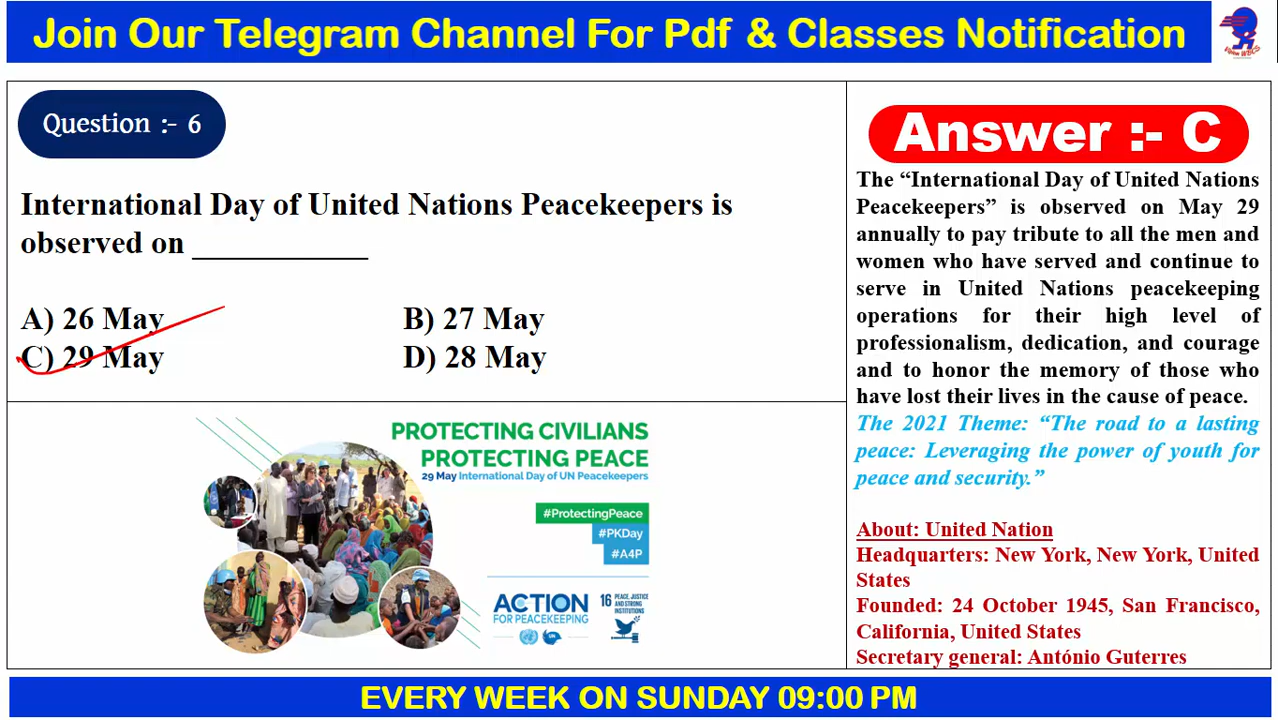 Join Our Telegram Channel For Pdf & Classes Notification
Question :- 6
International Day of United Nations Peacekeepers is
observed on ____________
A) 26 May
B) 27 May
C) 29 May
D) 28 May
PROTECTING CIVILIANS
PROTECTING PEACE
29 May International Day of UN Peacekeepers
#ProtectingPeace
#PKDay
#A4P
ACTION
FOR PEACEKEEPING
16 PEACE, JUSTICE
AND STRONG
INSTITUTIONS
Answer :- C
The “International Day of United Nations
Peacekeepers” is observed on May 29
annually to pay tribute to all the men and
women who have served and continue to
serve in United Nations peacekeeping
operations for their high level of
professionalism, dedication, and courage
and to honor the memory of those who
have lost their lives in the cause of peace.
The 2021 Theme: “The road to a lasting
peace: Leveraging the power of youth for
peace and security.”
About: United Nation
Headquarters: New York, New York, United
States
Founded: 24 October 1945, San Francisco,
California, United States
Secretary general: António Guterres
EVERY WEEK ON SUNDAY 09:00 PM